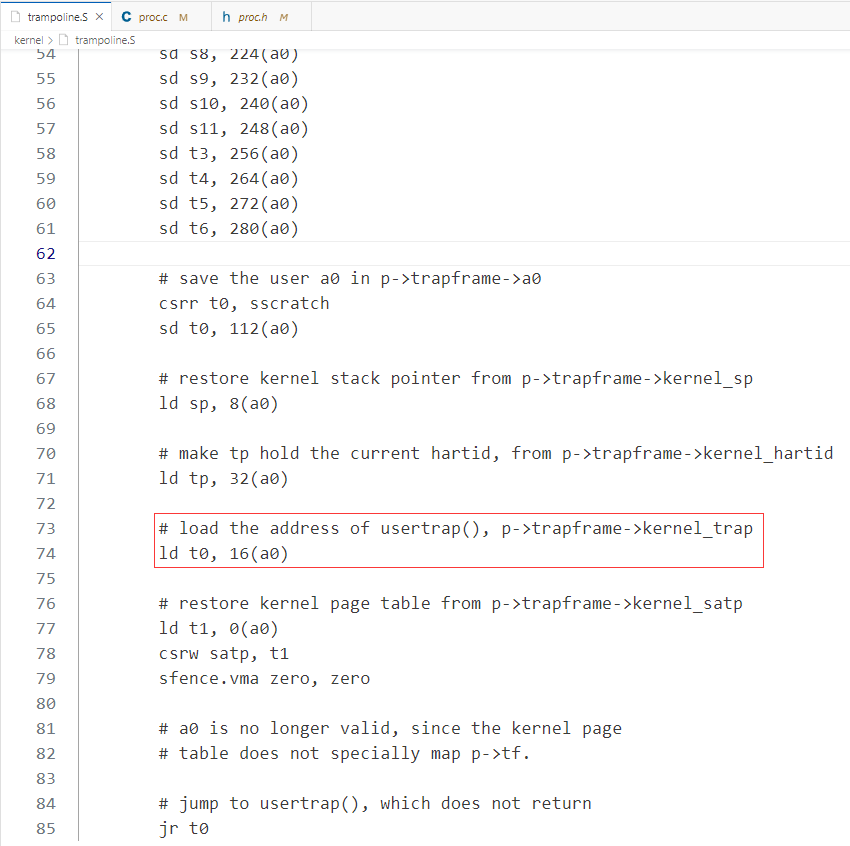 trampoline.S × C proc.c M h proc.h M
kernel > trampoline.S
54 sd s8, 224(a0)
55 sd s9, 232(a0)
56 sd s10, 240(a0)
57 sd s11, 248(a0)
58 sd t3, 256(a0)
59 sd t4, 264(a0)
60 sd t5, 272(a0)
61 sd t6, 280(a0)
62
63 # save the user a0 in p->trapframe->a0
64 csrr t0, sscratch
65 sd t0, 112(a0)
66
67 # restore kernel stack pointer from p->trapframe->kernel_sp
68 ld sp, 8(a0)
69
70 # make tp hold the current hartid, from p->trapframe->kernel_hartid
71 ld tp, 32(a0)
72
73 # load the address of usertrap(), p->trapframe->kernel_trap
74 ld t0, 16(a0)
75
76 # restore kernel page table from p->trapframe->kernel_satp
77 ld t1, 0(a0)
78 csrw satp, t1
79 sfence.vma zero, zero
80
81 # a0 is no longer valid, since the kernel page
82 # table does not specially map p->tf.
83
84 # jump to usertrap(), which does not return
85 jr t0